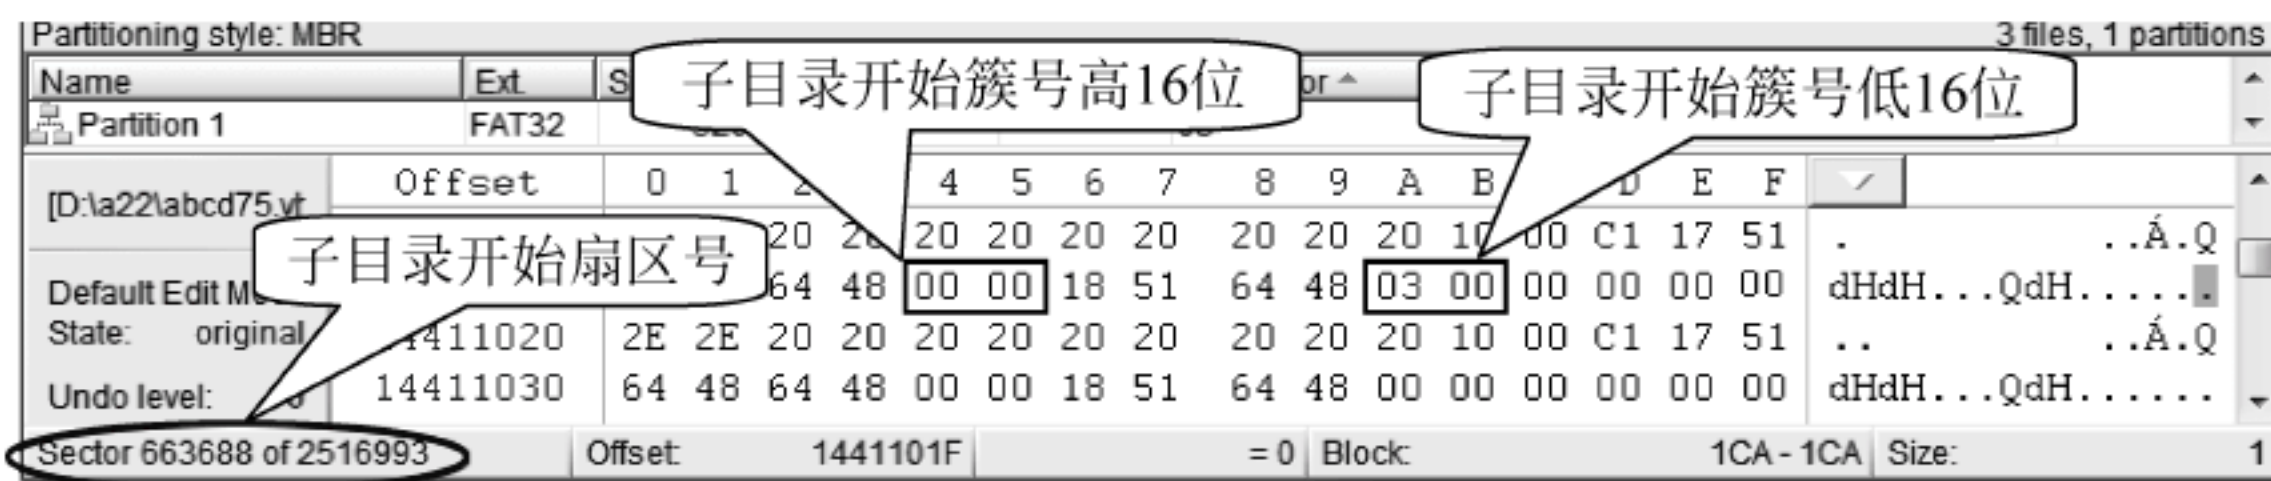 Partitioning style: MBR 3 files, 1 partitions
Name Ext. S 子目录开始簇号高16位 or 子目录开始簇号低16位
Partition 1 FAT32
[D:\a22\abcd75.vt Offset 0 1 2 4 5 6 7 8 9 A B D E F
子目录开始扇区号 20 20 20 20 20 20 20 20 20 10 00 C1 17 51 . ..Á.Q
Default Edit M 64 48 00 00 18 51 64 48 03 00 00 00 00 00 dHdH...QdH......
State: original 14411020 2E 2E 20 20 20 20 20 20 20 20 20 10 00 C1 17 51 .. ..Á.Q
Undo level: 0 14411030 64 48 64 48 00 00 18 51 64 48 00 00 00 00 00 00 dHdH...QdH......
Sector 663688 of 2516993 Offset: 1441101F = 0 Block: 1CA - 1CA Size: 1